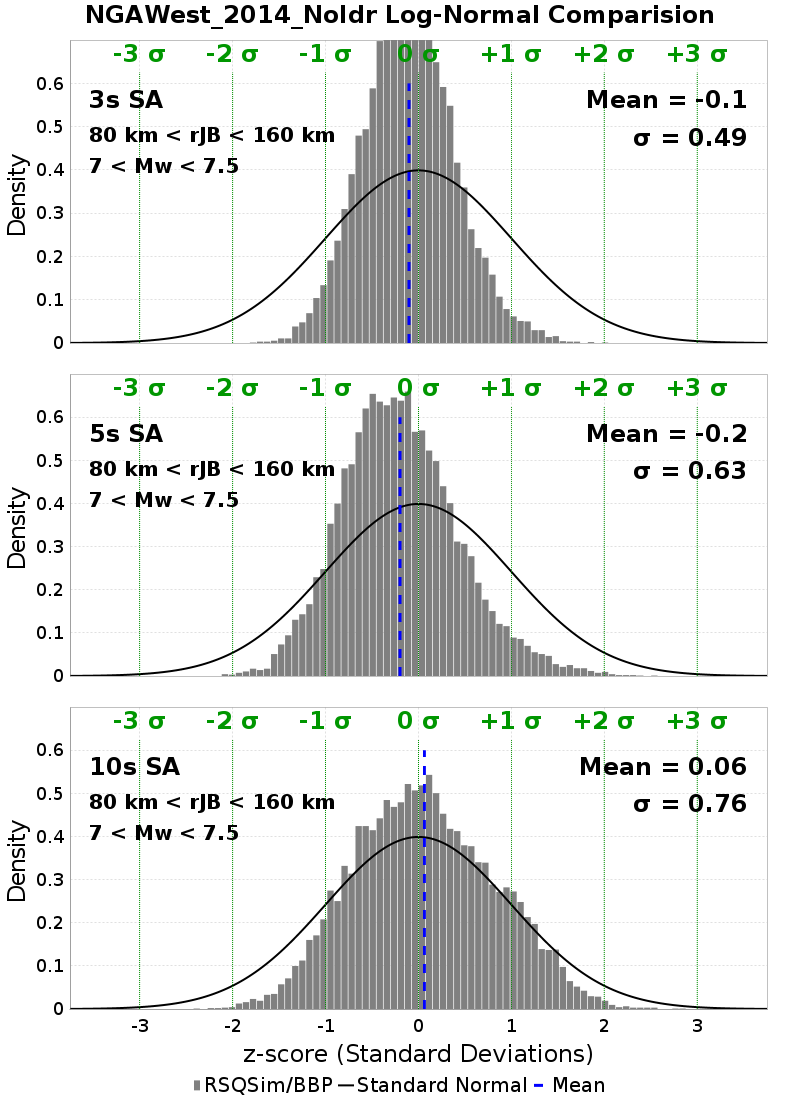 NGAWest_2014_NoIdr Log-Normal Comparision
-3 σ -2 σ -1 σ 0 σ +1 σ +2 σ +3 σ
3s SA
80 km < rJB < 160 km
7 < Mw < 7.5
Mean = -0.1
σ = 0.49
Density
0.6
0.5
0.4
0.3
0.2
0.1
0
-3 σ -2 σ -1 σ 0 σ +1 σ +2 σ +3 σ
5s SA
80 km < rJB < 160 km
7 < Mw < 7.5
Mean = -0.2
σ = 0.63
Density
0.6
0.5
0.4
0.3
0.2
0.1
0
-3 σ -2 σ -1 σ 0 σ +1 σ +2 σ +3 σ
10s SA
80 km < rJB < 160 km
7 < Mw < 7.5
Mean = 0.06
σ = 0.76
Density
0.6
0.5
0.4
0.3
0.2
0.1
0
-3 -2 -1 0 1 2 3
z-score (Standard Deviations)
RSQSim/BBP Standard Normal Mean